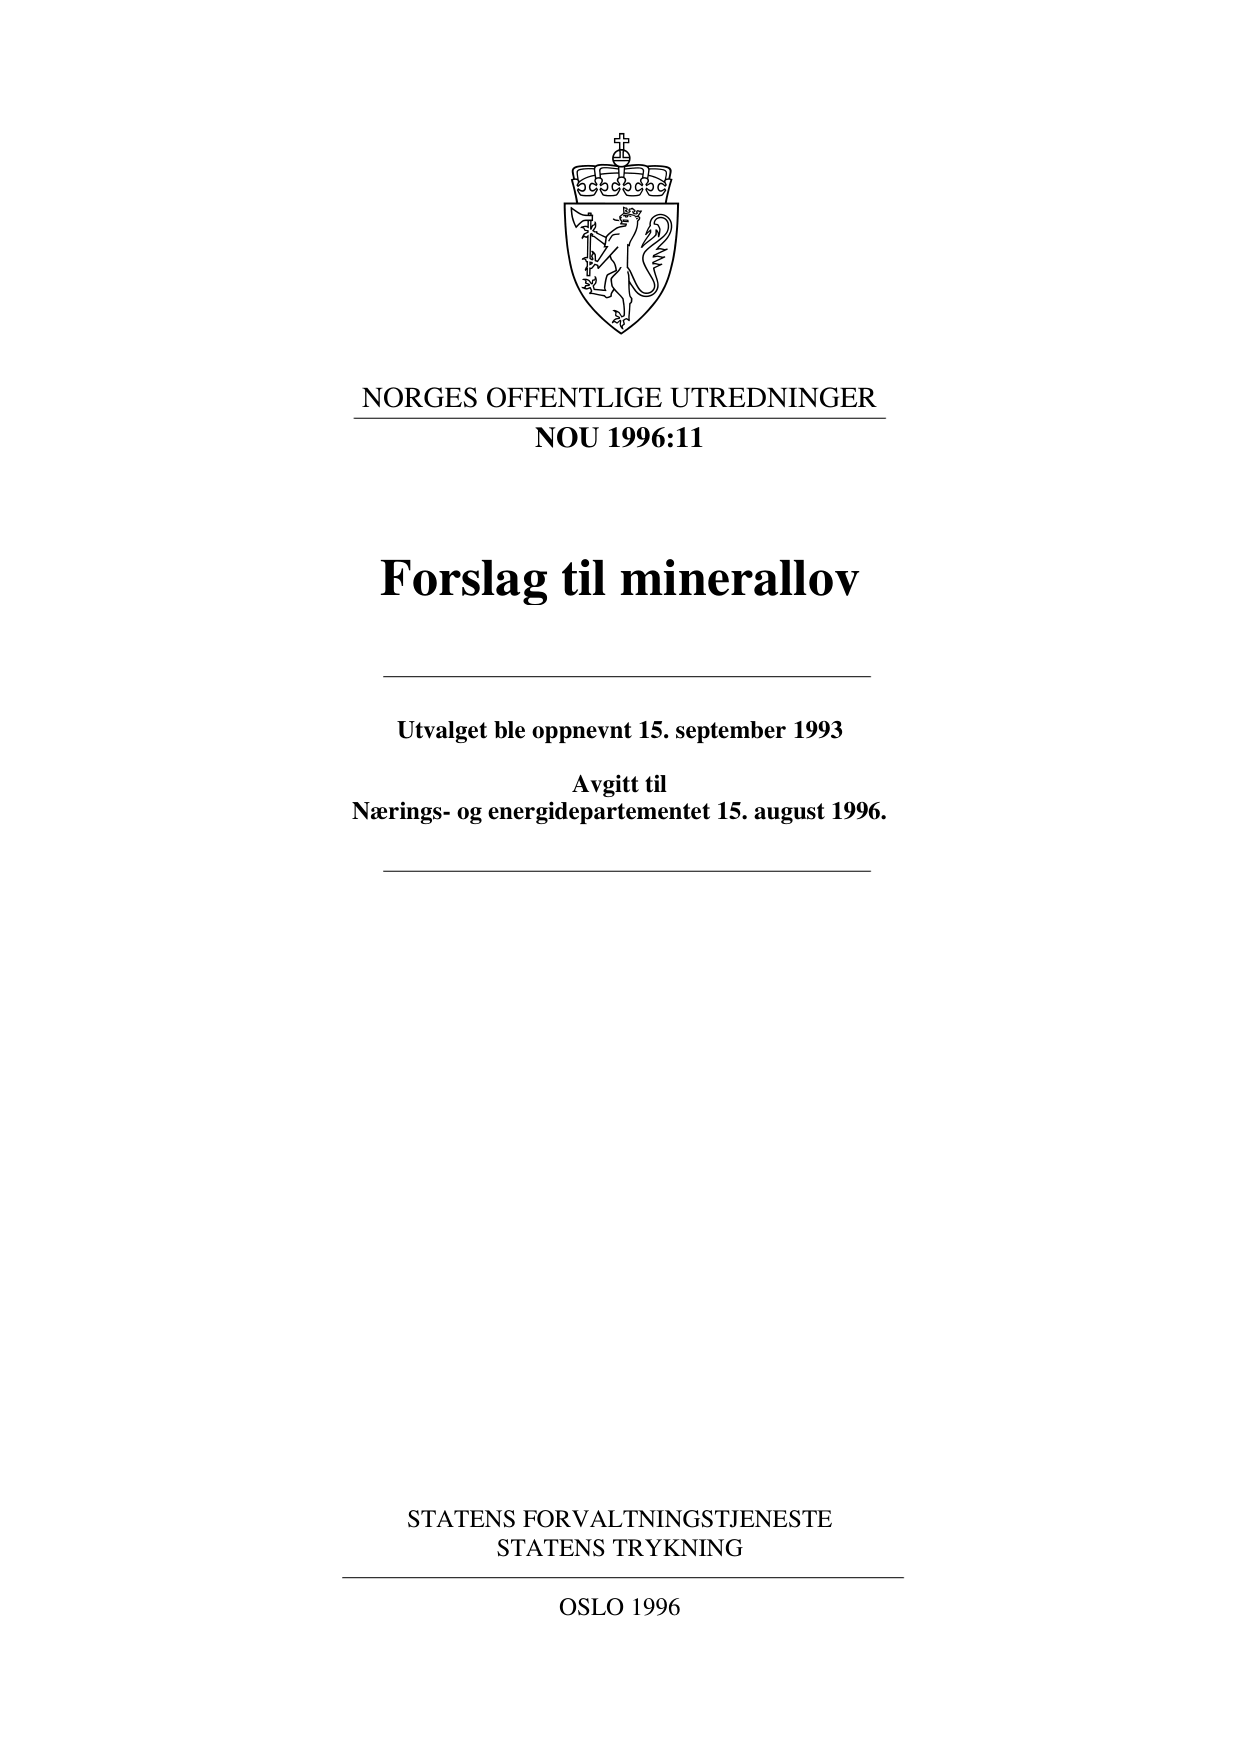 NORGES OFFENTLIGE UTREDNINGER
NOU 1996:11
Forslag til minerallov
Utvalget ble oppnevnt 15. september 1993
Avgitt til
Nærings- og energidepartementet 15. august 1996.
STATENS FORVALTNINGSTJENESTE
STATENS TRYKNING
OSLO 1996